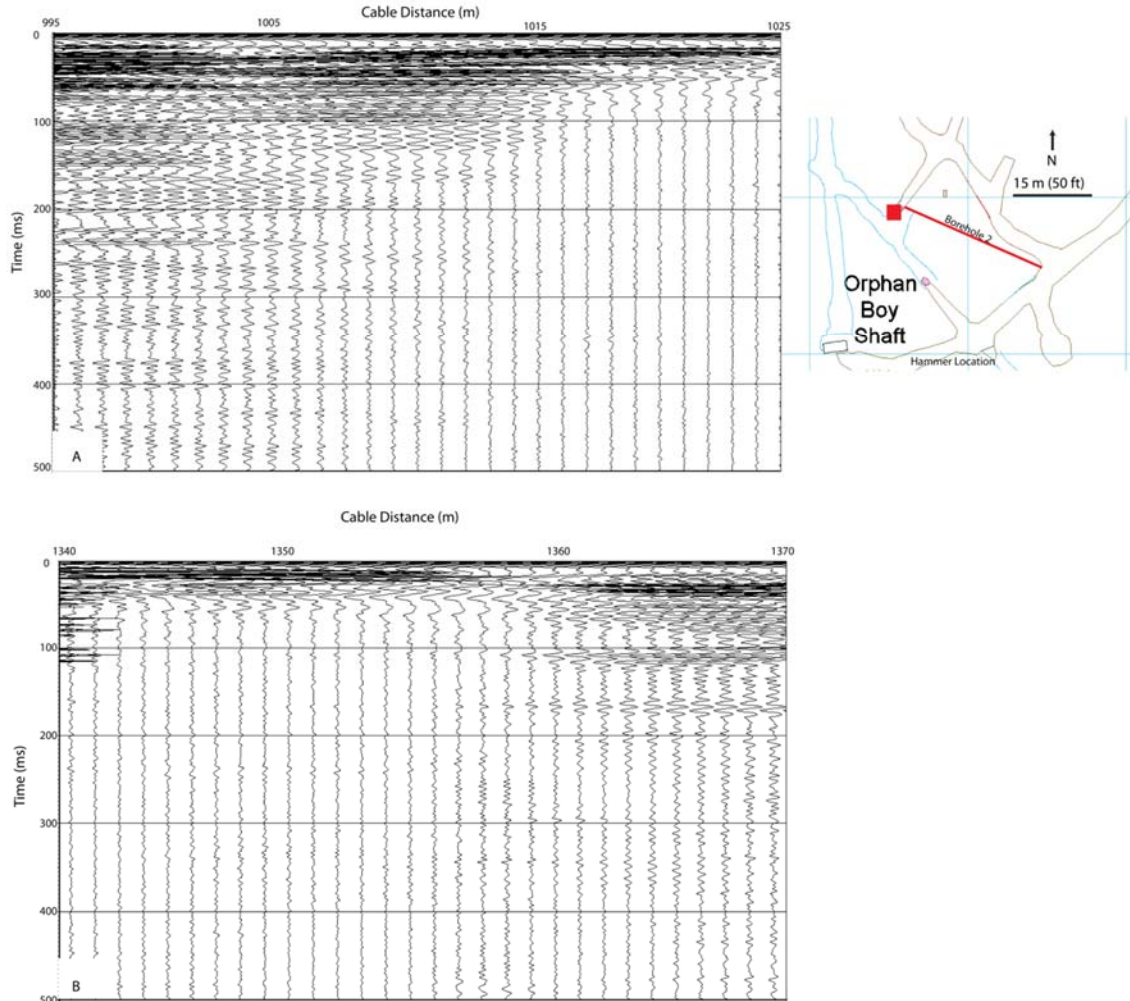 Cable Distance (m)
995 1005 1015 1025
0
100
200
300
400
500
Time (ms)
A
N
15 m (50 ft)
Borehole 2
Orphan
Boy
Shaft
Hammer Location
Cable Distance (m)
1340 1350 1360 1370
0
100
200
300
400
500
Time (ms)
B